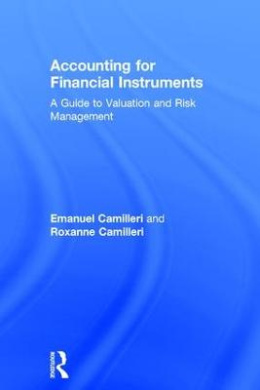 Accounting for
Financial Instruments
A Guide to Valuation and Risk
Management
Emanuel Camilleri and
Roxanne Camilleri
ROUTLEDGE